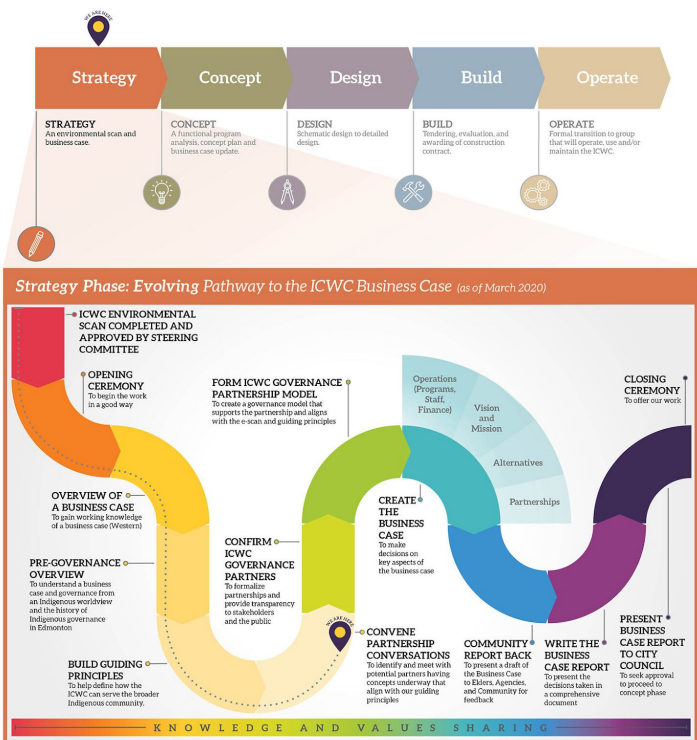 WE ARE HERE
Strategy
Concept
Design
Build
Operate
STRATEGY
An environmental scan and
business case.
CONCEPT
A functional program
analysis, concept plan and
business case update.
DESIGN
Schematic design to detailed
design.
BUILD
Tendering, evaluation, and
awarding of construction
contract.
OPERATE
Formal transition to group
that will operate, use and/or
maintain the ICWC.
Strategy Phase: Evolving Pathway to the ICWC Business Case (as of March 2020)
ICWC ENVIRONMENTAL
SCAN COMPLETED AND
APPROVED BY STEERING
COMMITTEE
OPENING
CEREMONY
To begin the work
in a good way
OVERVIEW OF
A BUSINESS CASE
To gain working knowledge
of a business case (Western)
PRE-GOVERNANCE
OVERVIEW
To understand a business
case and governance from
an Indigenous worldview
and the history of
Indigenous governance
in Edmonton
BUILD GUIDING
PRINCIPLES
To help define how the
ICWC can serve the broader
Indigenous community.
FORM ICWC GOVERNANCE
PARTNERSHIP MODEL
To create a governance model that
supports the partnership and aligns
with the e-scan and guiding principles
CONFIRM
ICWC
GOVERNANCE
PARTNERS
To formalize
partnerships and
provide transparency
to stakeholders
and the public
WE ARE HERE
CONVENE
PARTNERSHIP
CONVERSATIONS
To identify and meet with
potential partners having
concepts underway that
align with our guiding
principles
Operations
(Programs,
Staff,
Finance)
Vision
and
Mission
Alternatives
Partnerships
CREATE
THE
BUSINESS
CASE
To make
decisions on
key aspects of
the business case
COMMUNITY
REPORT BACK
To present a draft of
the Business Case
to Elders, Agencies,
and Community for
feedback
WRITE THE
BUSINESS
CASE REPORT
To present the
decisions taken in
a comprehensive
document
PRESENT
BUSINESS
CASE REPORT
TO CITY
COUNCIL
To seek approval
to proceed to
concept phase
CLOSING
CEREMONY
To offer our work
KNOWLEDGE AND VALUES SHARING